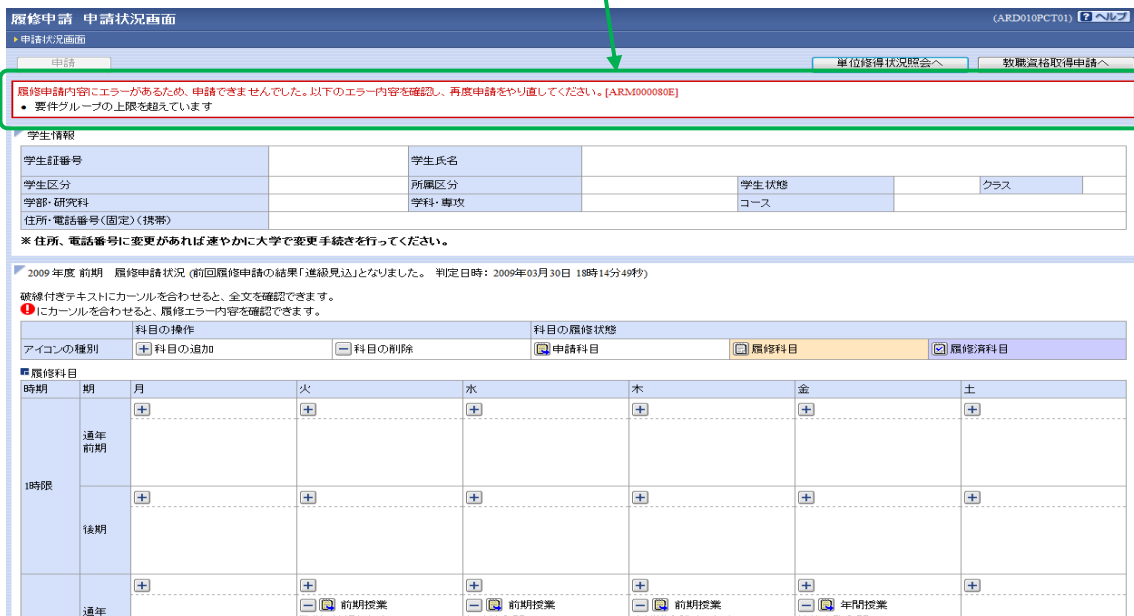 履修申請 申請状況画面 (ARD010PCT01) ? ヘルプ
申請状況画面
申請 単位修得状況照会へ 教職資格取得申請へ
履修申請内容にエラーがあるため、申請できませんでした。以下のエラー内容を確認し、再度申請をやり直してください。[ARM000080E]
• 要件グループの上限を超えています
学生情報
学生証番号 学生氏名
学生区分 所属区分 学生状態 クラス
学部・研究科 学科・専攻 コース
住所・電話番号(固定)(携帯)
※ 住所、電話番号に変更があれば速やかに大学で変更手続きを行ってください。
2009 年度 前期 履修申請状況 (前回履修申請の結果「進級見込」となりました。 判定日時: 2009年03月30日 18時14分49秒)
破線付きテキストにカーソルを合わせると、全文を確認できます。
にカーソルを合わせると、履修エラー内容を確認できます。
科目の操作 科目の履修状態
アイコンの種別 科目の追加 科目の削除 申請科目 履修科目 履修済科目
履修科目
時期 期 月 火 水 木 金 土
通年
前期
1時限
後期
前期授業 前期授業 前期授業 年間授業
通年